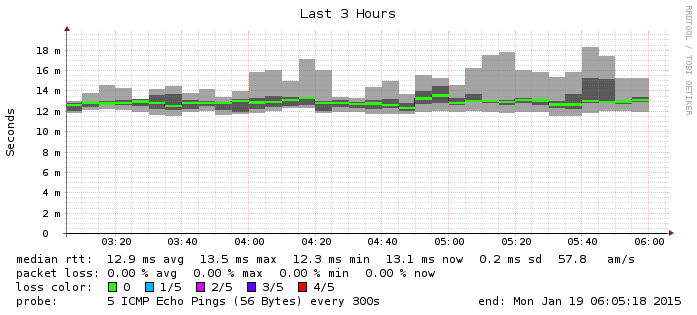 Last 3 Hours
RRDTOOL / TOBI OETIKER
Seconds
18 m
16 m
14 m
12 m
10 m
8 m
6 m
4 m
2 m
0
03:20 03:40 04:00 04:20 04:40 05:00 05:20 05:40 06:00
median rtt: 12.9 ms avg 13.5 ms max 12.3 ms min 13.1 ms now 0.2 ms sd 57.8 am/s
packet loss: 0.00 % avg 0.00 % max 0.00 % min 0.00 % now
loss color: 0 1/5 2/5 3/5 4/5
probe: 5 ICMP Echo Pings (56 Bytes) every 300s end: Mon Jan 19 06:05:18 2015